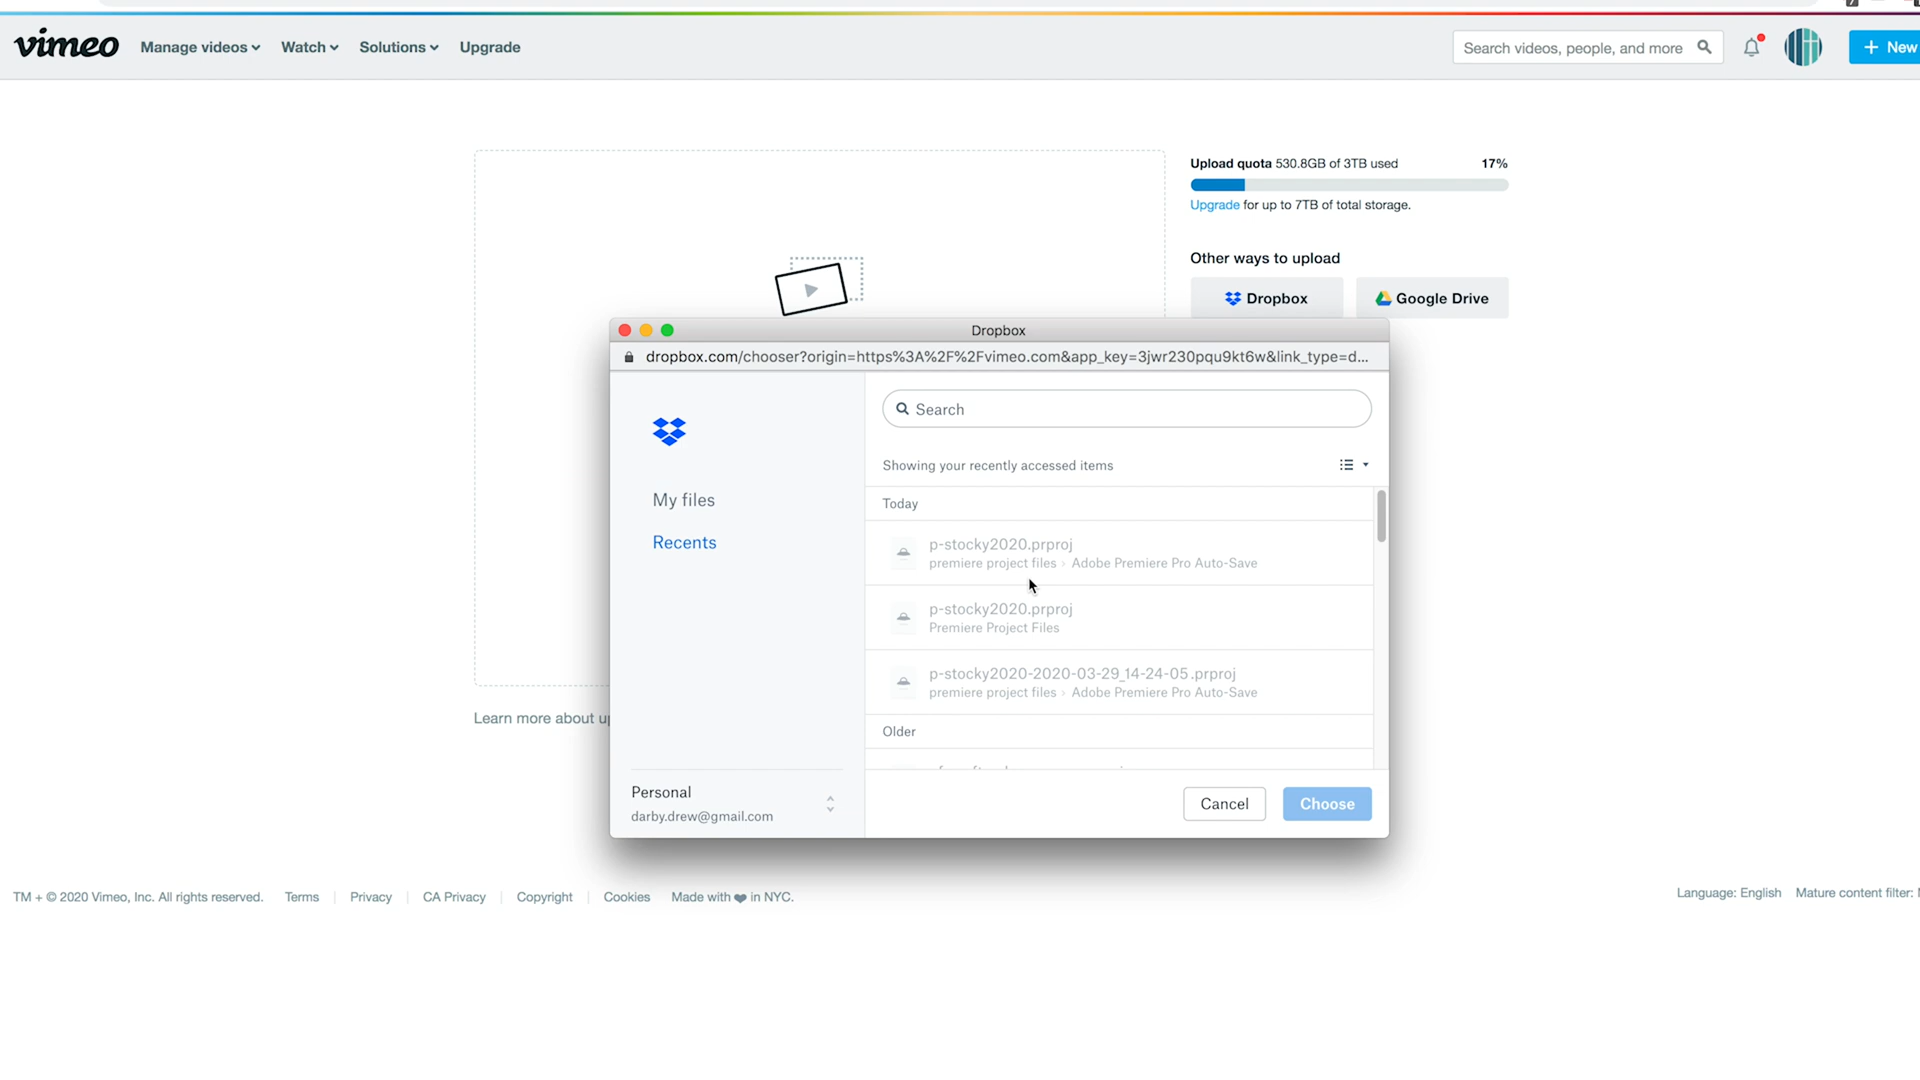 vimeo
Manage videos
Watch
Solutions
Upgrade
Search videos, people, and more
+ New
Upload quota 530.8GB of 3TB used
17%
Upgrade for up to 7TB of total storage.
Other ways to upload
Dropbox
Google Drive
Dropbox
dropbox.com/chooser?origin=https%3A%2F%2Fvimeo.com&app_key=3jwr230pqu9kt6w&link_type=d...
Search
Showing your recently accessed items
My files
Recents
Today
p-stocky2020.prproj
premiere project files › Adobe Premiere Pro Auto-Save
p-stocky2020.prproj
Premiere Project Files
p-stocky2020-2020-03-29_14-24-05.prproj
premiere project files › Adobe Premiere Pro Auto-Save
Older
Learn more about
Personal
darby.drew@gmail.com
Cancel
Choose
TM + © 2020 Vimeo, Inc. All rights reserved.
Terms
Privacy
CA Privacy
Copyright
Cookies
Made with ❤ in NYC.
Language: English
Mature content filter: